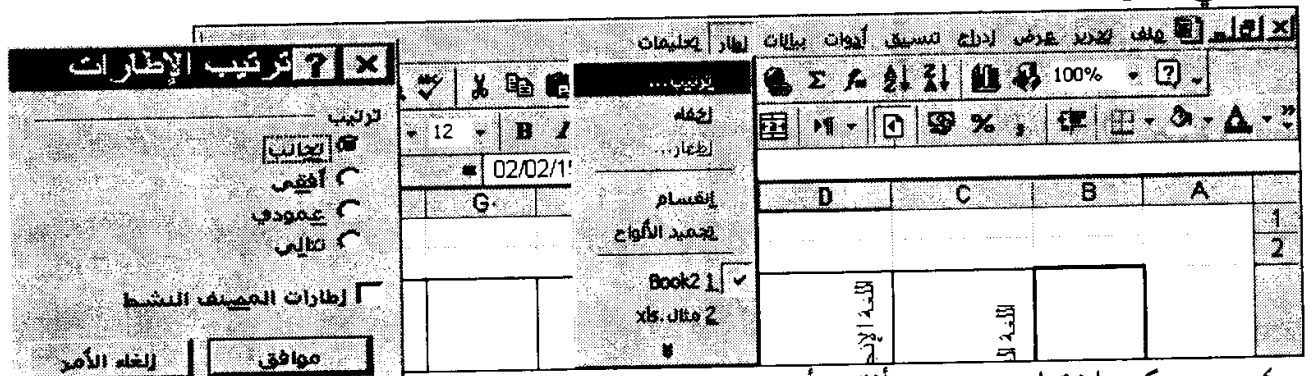 ملف تحرير عرض إدراج تنسيق أدوات بيانات إطار تعليمات
100%
12 B I
= 02/02/1
A B C D G
1
2
ترتيب...
إخفاء
إظهار...
إنقسام
تجميد الألواح
1 Book2
2 مثال.xls
ترتيب الإطارات
ترتيب
تجانب
أفقي
عمودي
تتالي
إطارات المصنف النشط
موافق
إلغاء الأمر